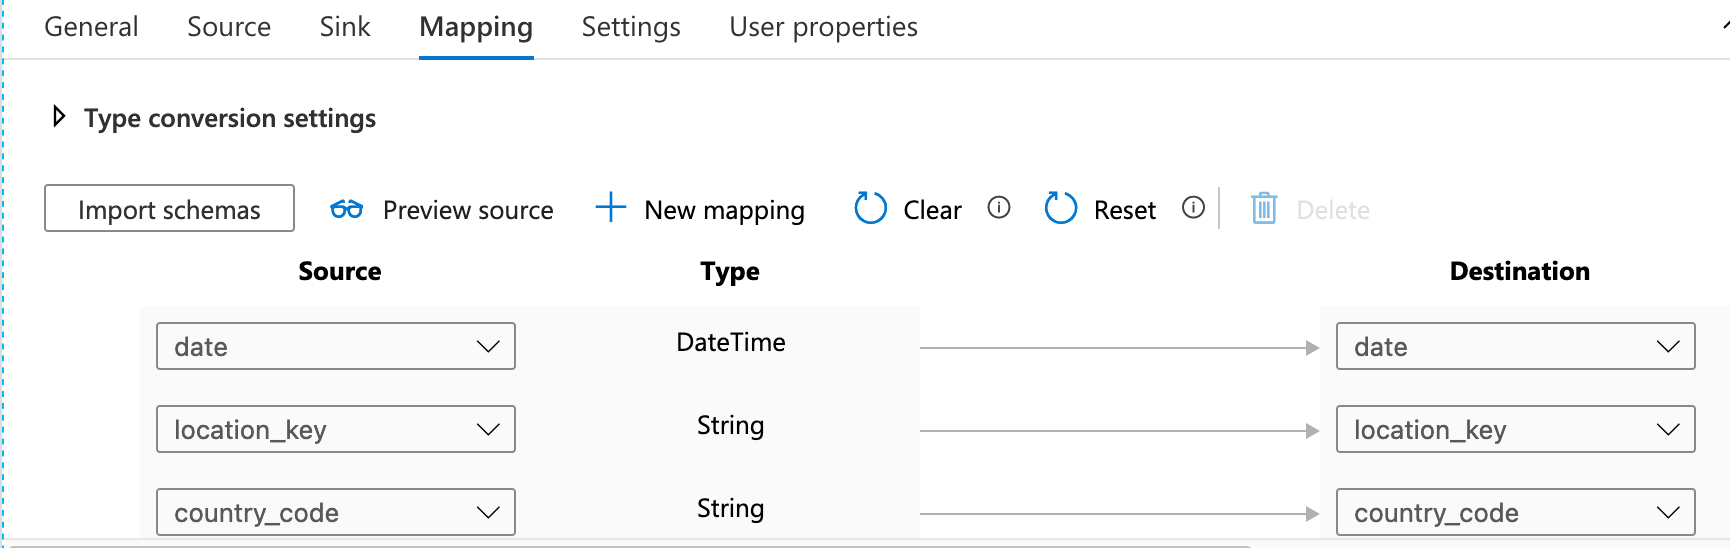 General Source Sink Mapping Settings User properties
Type conversion settings
Import schemas Preview source New mapping Clear Reset Delete
Source Type Destination
date DateTime date
location_key String location_key
country_code String country_code